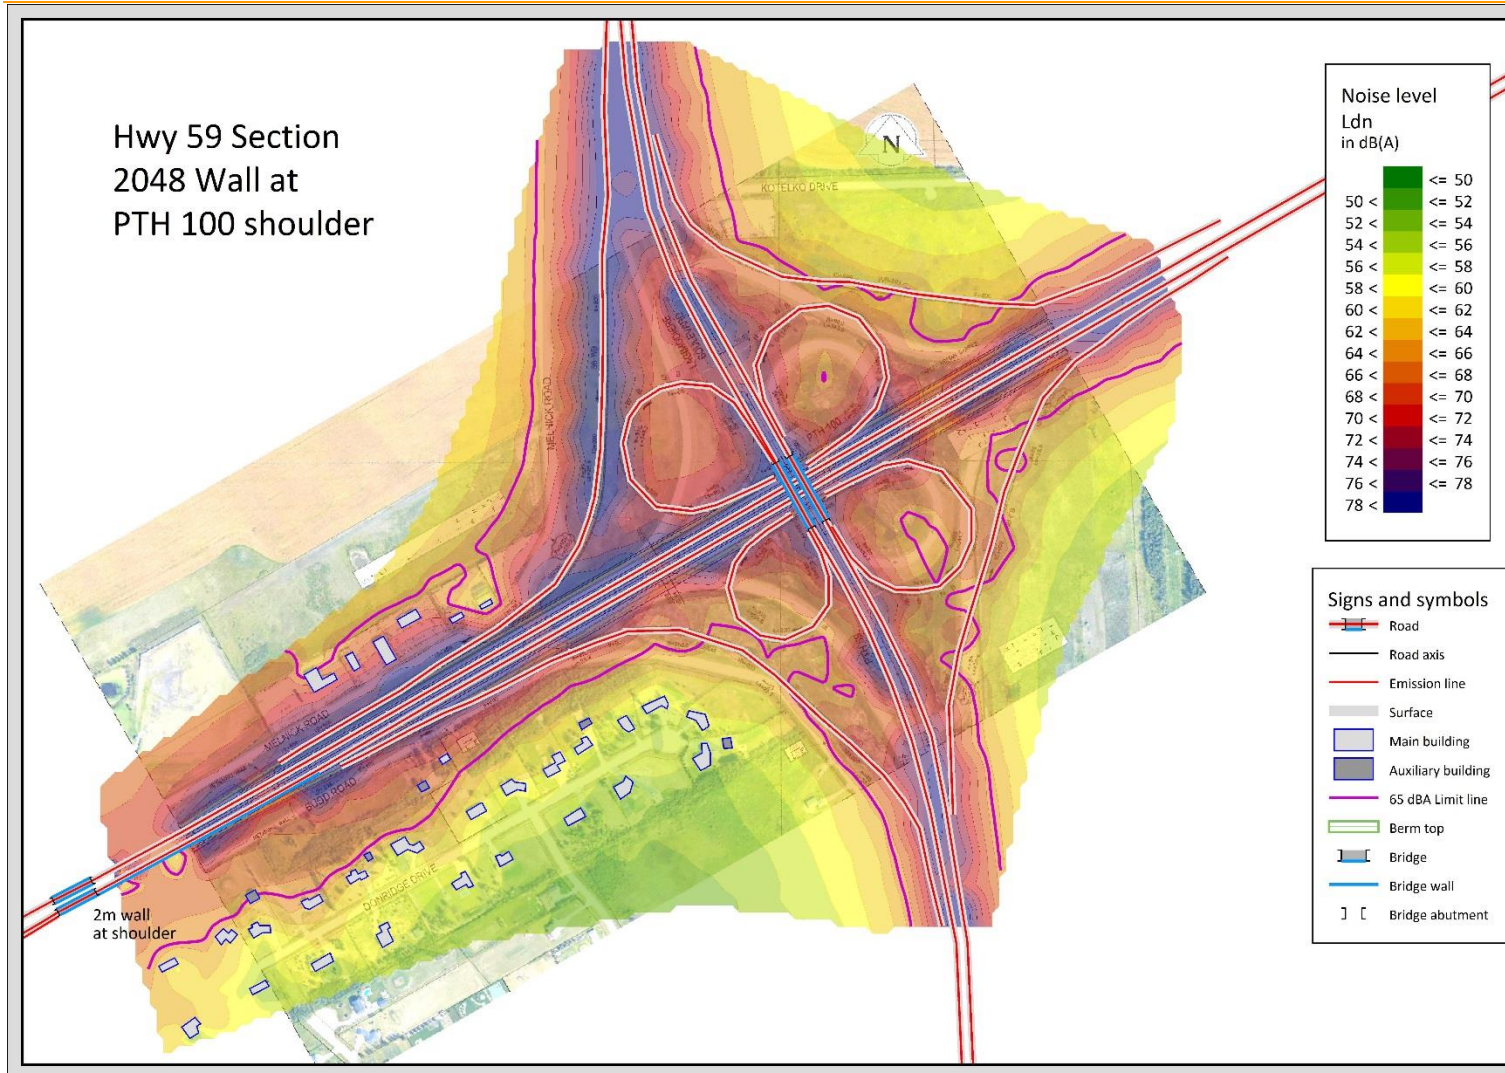 Hwy 59 Section
2048 Wall at
PTH 100 shoulder
N
KOTELKO DRIVE
MELNICK ROAD
PTH 100
MELNICK ROAD
BUDD ROAD
DONRIDGE DRIVE
2m wall
at shoulder
Noise level
Ldn
in dB(A)
<= 50
50 < <= 52
52 < <= 54
54 < <= 56
56 < <= 58
58 < <= 60
60 < <= 62
62 < <= 64
64 < <= 66
66 < <= 68
68 < <= 70
70 < <= 72
72 < <= 74
74 < <= 76
76 < <= 78
78 <
Signs and symbols
Road
Road axis
Emission line
Surface
Main building
Auxiliary building
65 dBA Limit line
Berm top
Bridge
Bridge wall
Bridge abutment